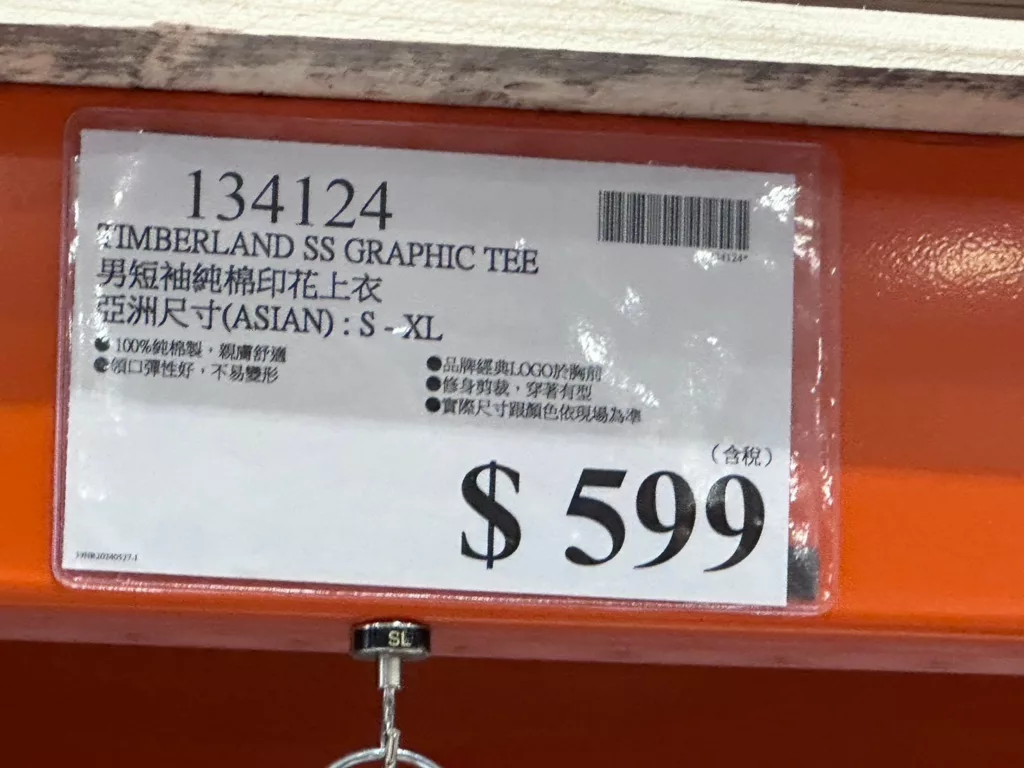 134124
TIMBERLAND SS GRAPHIC TEE
男短袖純棉印花上衣
亞洲尺寸(ASIAN) : S - XL
● 100%純棉製，親膚舒適
●領口彈性好，不易變形
●品牌經典LOGO於胸前
●修身剪裁，穿著有型
●實際尺寸跟顏色依現場為準
（含稅）
$ 599
SL